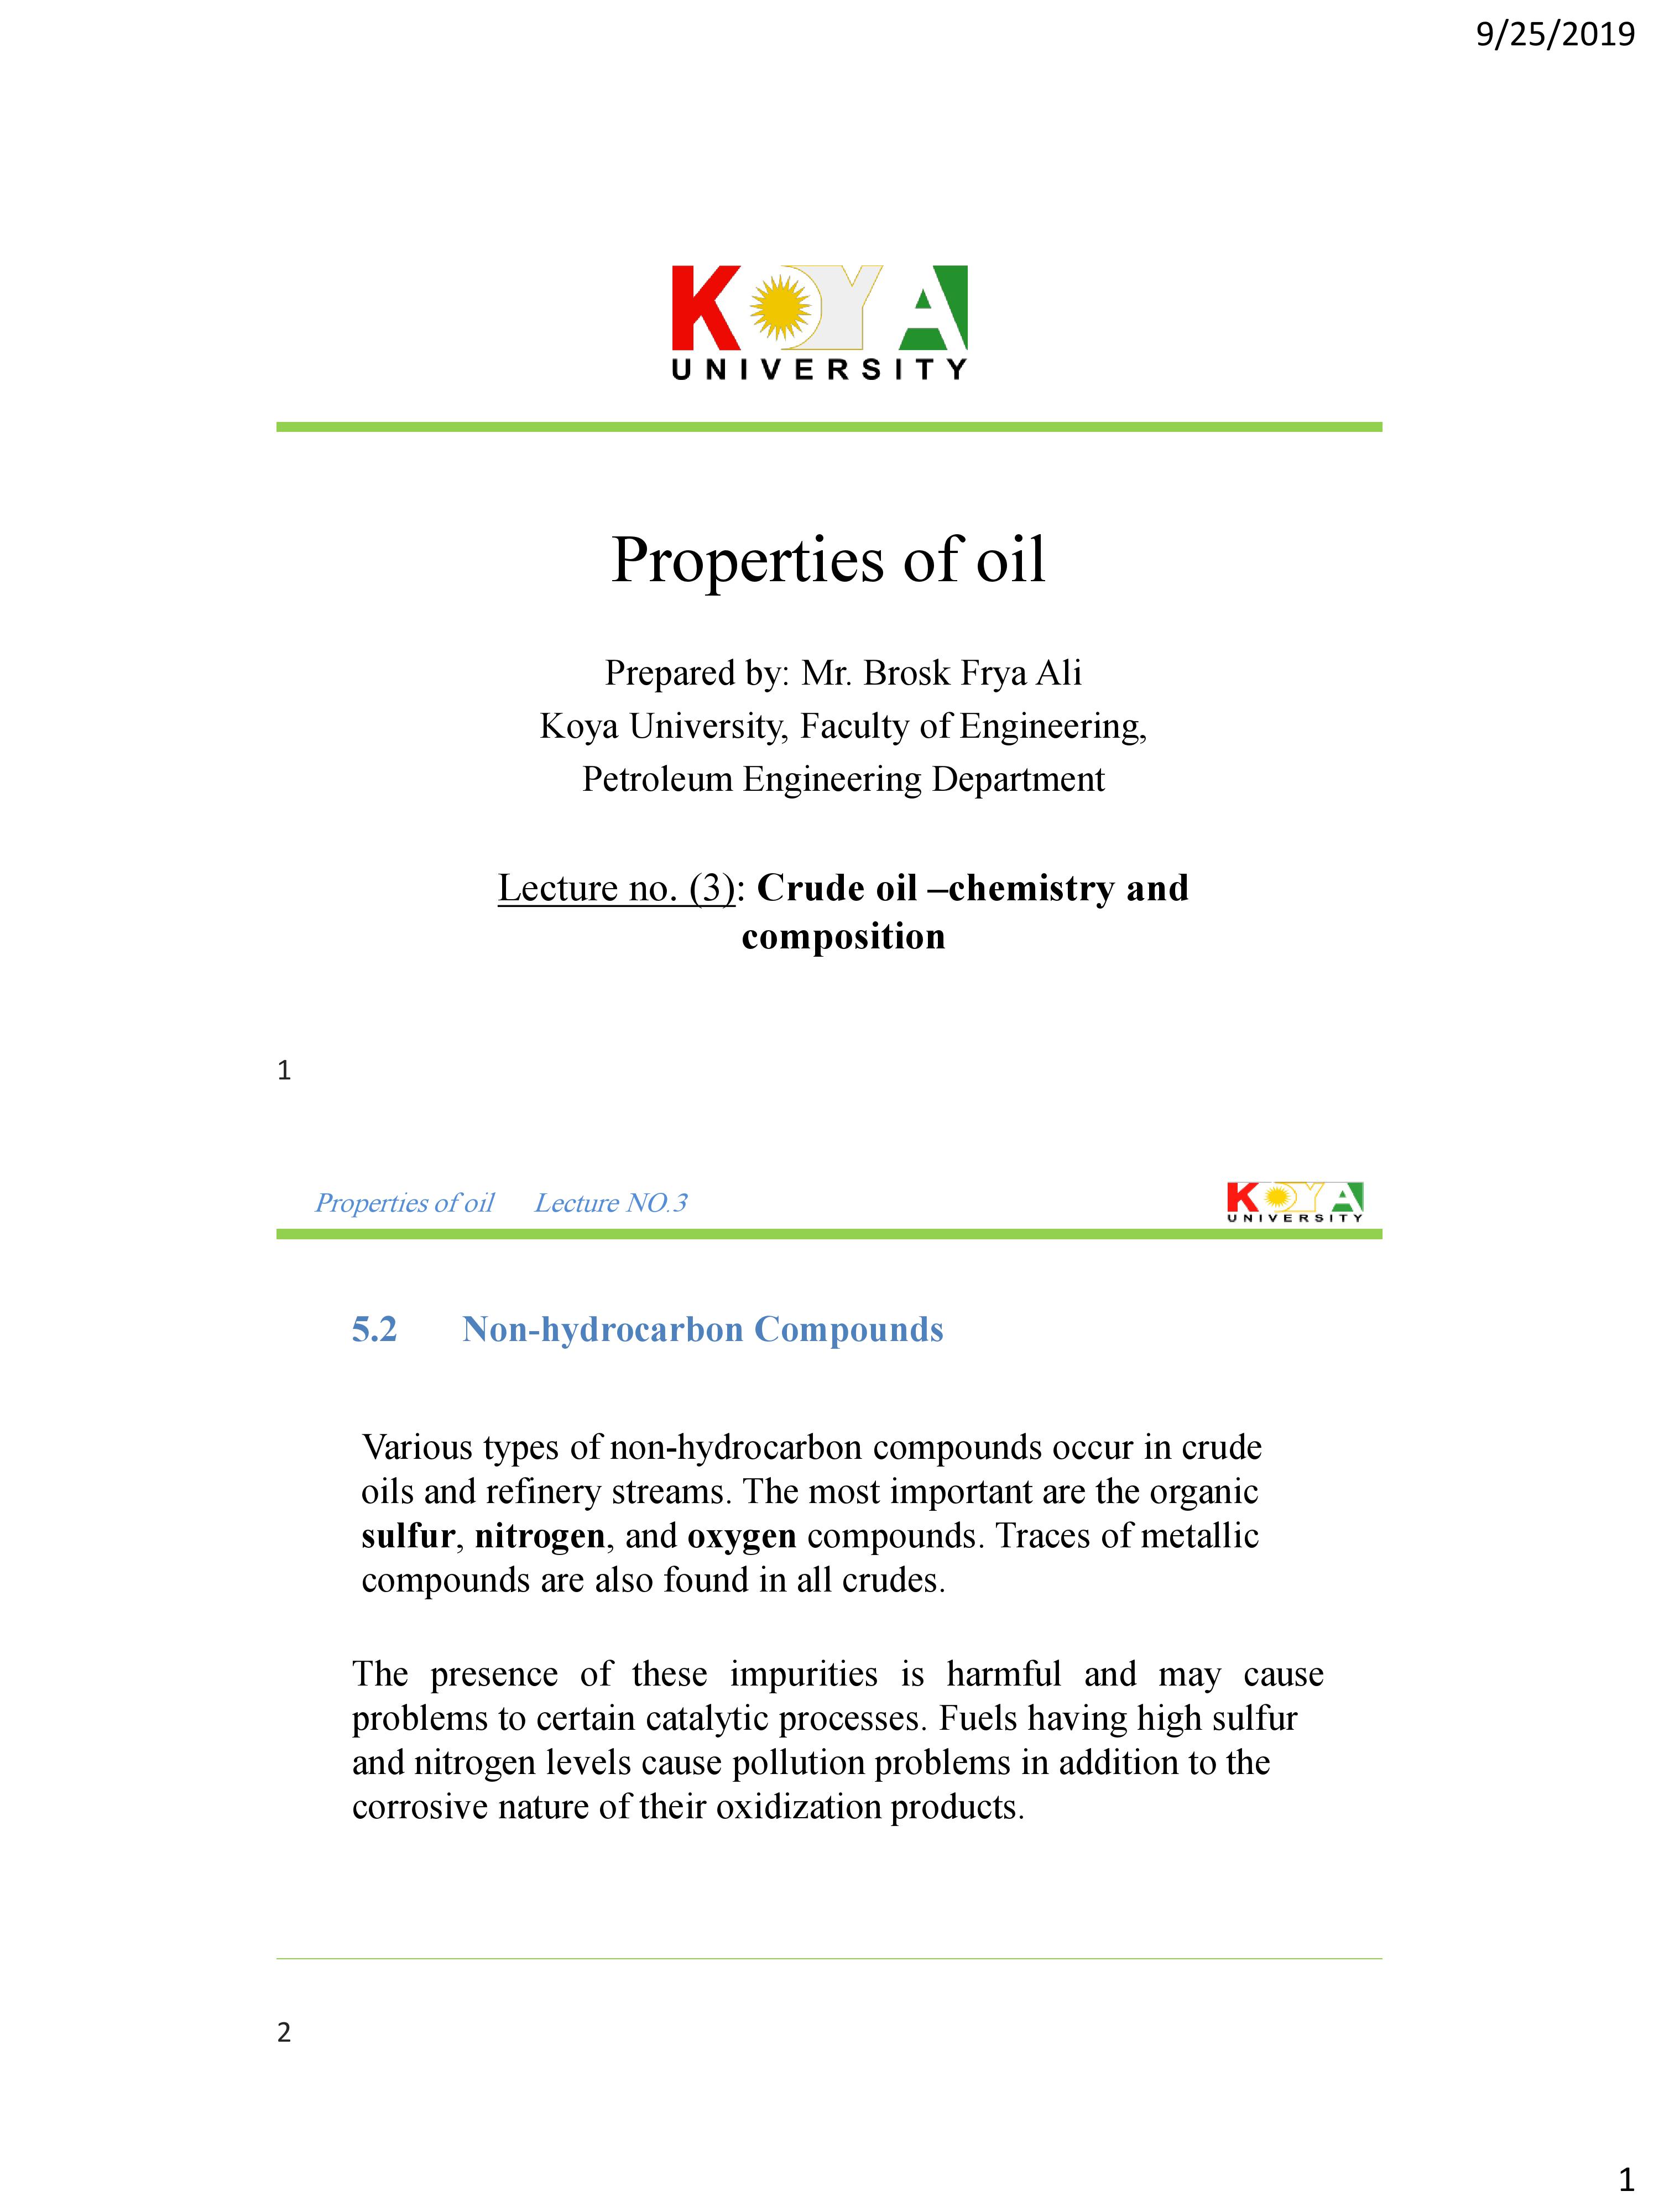 9/25/2019
KOYA
UNIVERSITY
Properties of oil
Prepared by: Mr. Brosk Frya Ali
Koya University, Faculty of Engineering,
Petroleum Engineering Department
Lecture no. (3): Crude oil –chemistry and
composition
1
Properties of oil Lecture NO.3
KOYA
UNIVERSITY
5.2 Non-hydrocarbon Compounds
Various types of non-hydrocarbon compounds occur in crude
oils and refinery streams. The most important are the organic
sulfur, nitrogen, and oxygen compounds. Traces of metallic
compounds are also found in all crudes.
The presence of these impurities is harmful and may cause
problems to certain catalytic processes. Fuels having high sulfur
and nitrogen levels cause pollution problems in addition to the
corrosive nature of their oxidization products.
2
1